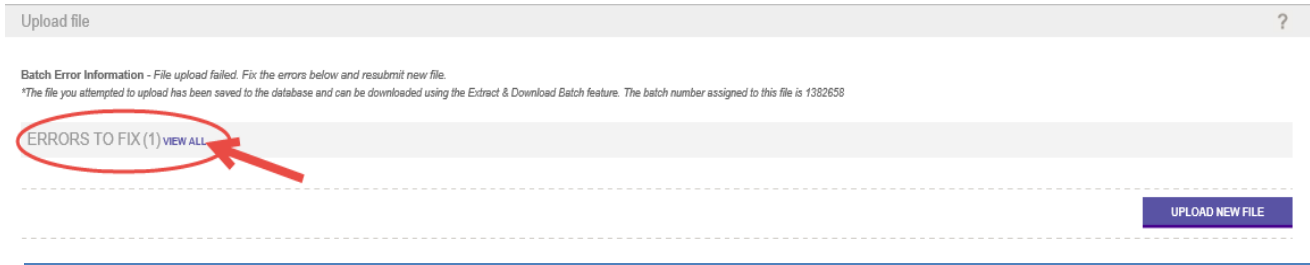 Upload file ?
Batch Error Information - File upload failed. Fix the errors below and resubmit new file.
*The file you attempted to upload has been saved to the database and can be downloaded using the Extract & Download Batch feature. The batch number assigned to this file is 1382658
ERRORS TO FIX (1) VIEW ALL
UPLOAD NEW FILE